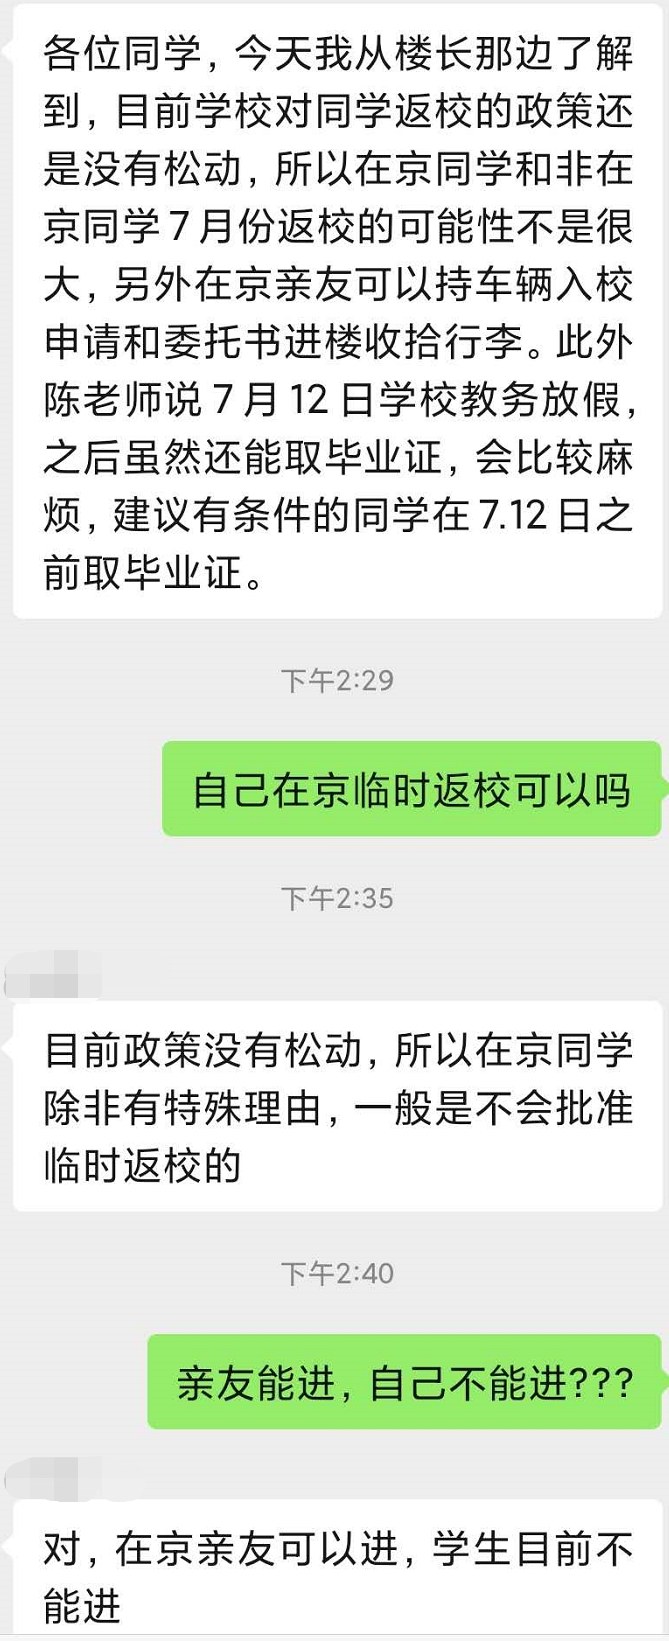 各位同学，今天我从楼长那边了解
到，目前学校对同学返校的政策还
是没有松动，所以在京同学和非在
京同学7月份返校的可能性不是很
大，另外在京亲友可以持车辆入校
申请和委托书进楼收拾行李。此外
陈老师说7月12日学校教务放假，
之后虽然还能取毕业证，会比较麻
烦，建议有条件的同学在7.12日之
前取毕业证。
下午2:29
自己在京临时返校可以吗
下午2:35
目前政策没有松动，所以在京同学
除非有特殊理由，一般是不会批准
临时返校的
下午2:40
亲友能进，自己不能进???
对，在京亲友可以进，学生目前不
能进